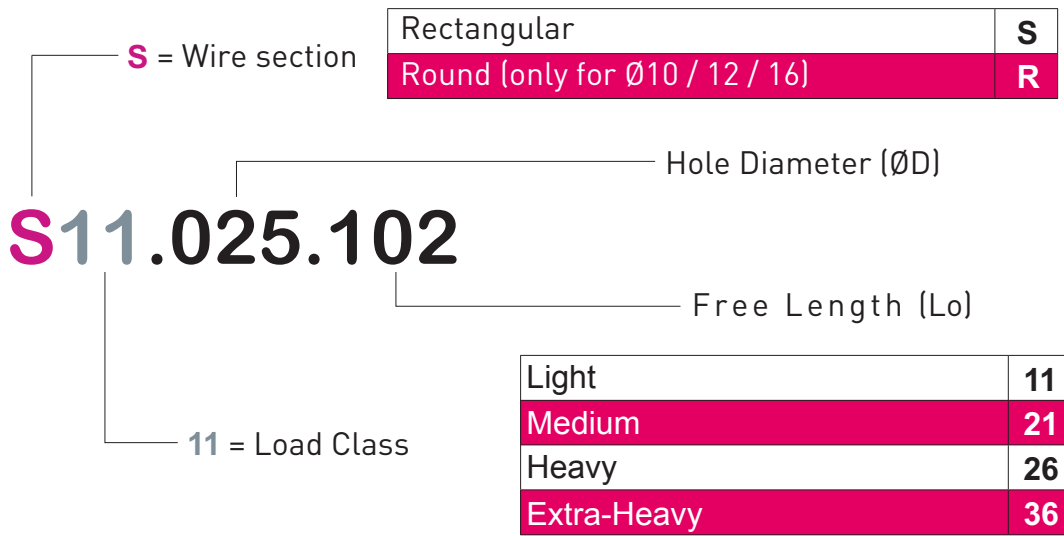 S = Wire section
Rectangular S
Round (only for Ø10 / 12 / 16) R
Hole Diameter (ØD)
S11.025.102
Free Length (Lo)
11 = Load Class
Light 11
Medium 21
Heavy 26
Extra-Heavy 36